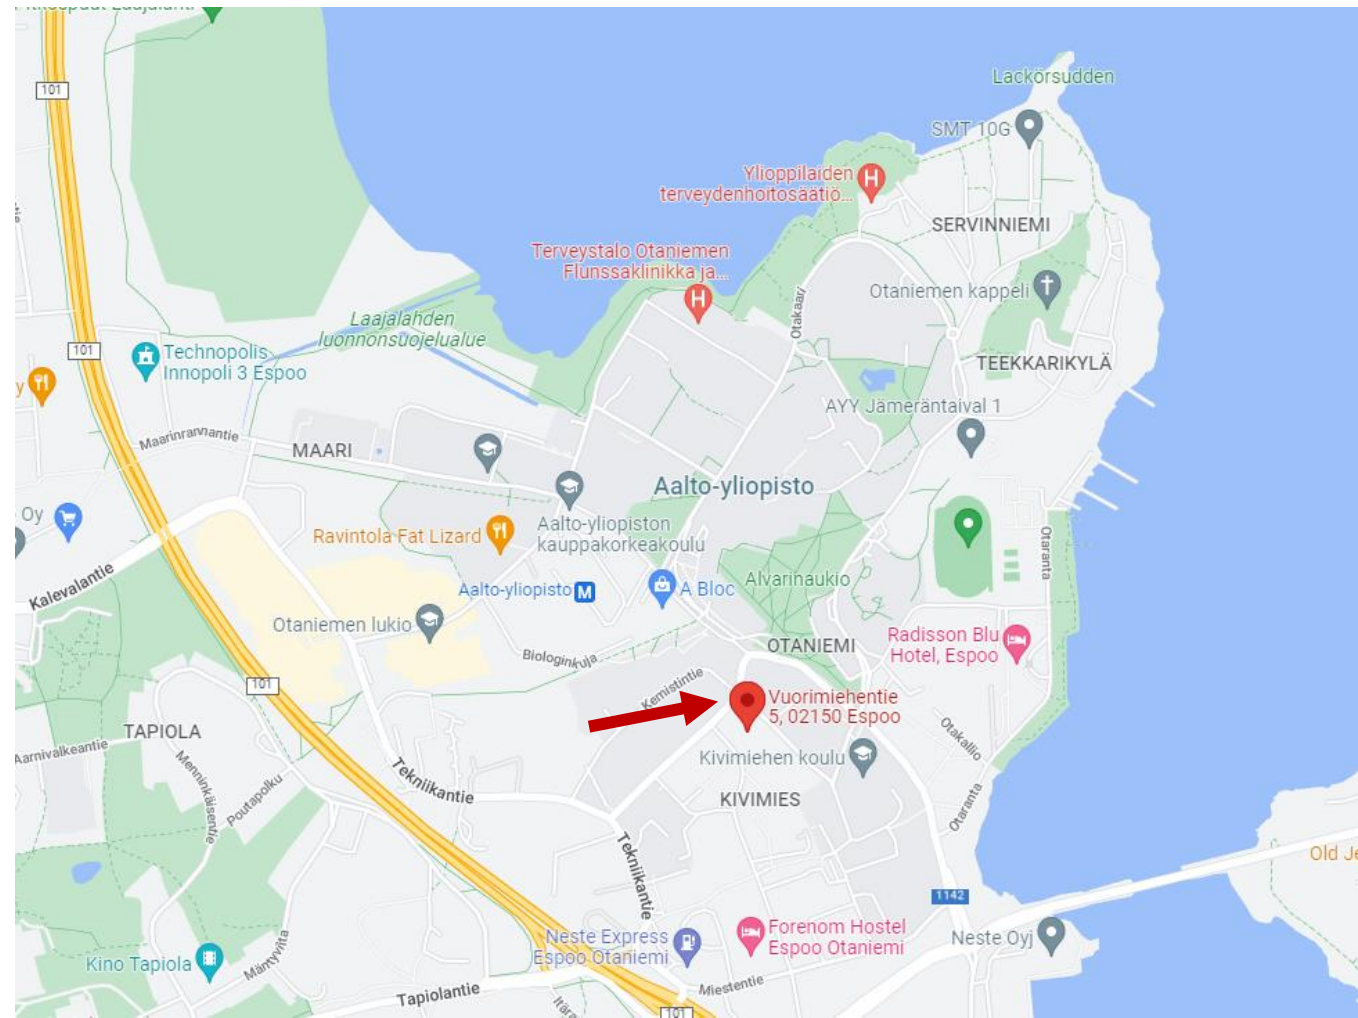 101
Lackörsudden
SMT 10G
Ylioppilaiden
terveydenhoitosäätiö...
SERVINNIEMI
Terveystalo Otaniemen
Flunssaklinikka ja...
Otaniemen kappeli
Otakaari
Laajalahden
luonnonsuojelualue
101
Technopolis
Innopoli 3 Espoo
TEEKKARIKYLÄ
y
AYY Jämeräntaival 1
Maarinrannantie
MAARI
Aalto-yliopisto
Oy
Ravintola Fat Lizard
Aalto-yliopiston
kauppakorkeakoulu
Otaranta
Kalevalantie
Aalto-yliopisto M
A Bloc
Alvarinaukio
Otaniemen lukio
Radisson Blu
Hotel, Espoo
OTANIEMI
Biologinkuja
101
Kemistintie
Vuorimiehentie
5, 02150 Espoo
TAPIOLA
Aarnivalkeantie
Otakallio
Kivimiehen koulu
Menninkäisentie
Poutapolku
Tekniikantie
KIVIMIES
Otaranta
Tekniikantie
Old Je
1142
Forenom Hostel
Espoo Otaniemi
Neste Express
Espoo Otaniemi
Neste Oyj
Kino Tapiola
Mäntyviita
Tapiolantie
Miestentie
Itära
101